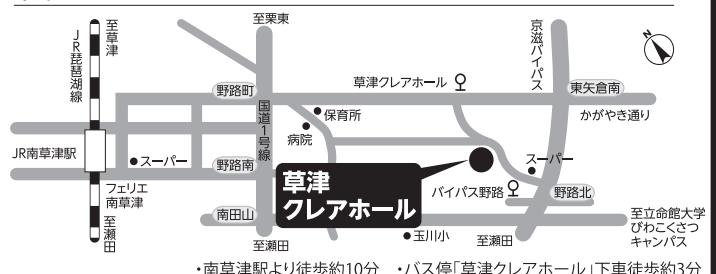 至草津
JR琵琶湖線
至栗東
京滋バイパス
N
野路町
草津クレアホール
東矢倉南
かがやき通り
国道1号線
保育所
病院
JR南草津駅
スーパー
野路南
草津
クレアホール
スーパー
バイパス野路
野路北
フェリエ
南草津
至瀬田
南田山
至瀬田
玉川小
至瀬田
至立命館大学
びわこくさつ
キャンパス
・南草津駅より徒歩約10分 ・バス停「草津クレアホール」下車徒歩約3分